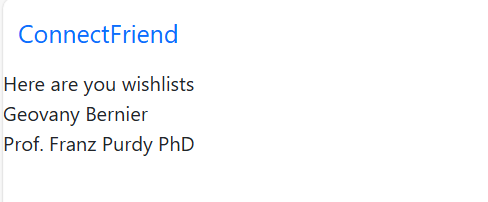 ConnectFriend
Here are you wishlists
Geovany Bernier
Prof. Franz Purdy PhD